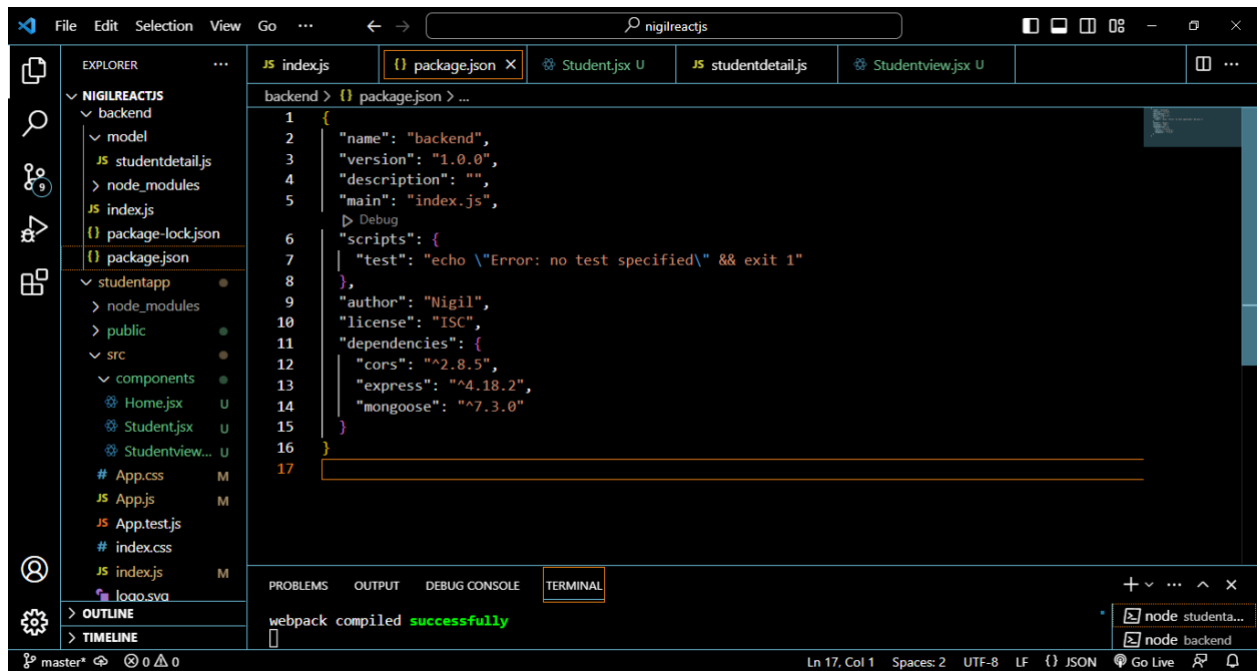 File Edit Selection View Go ··· nigilreactjs
EXPLORER ···
NIGILREACTJS
backend
model
JS studentdetail.js
node_modules
JS index.js
{} package-lock.json
{} package.json
studentapp
node_modules
public
src
components
Home.jsx U
Student.jsx U
Studentview... U
# App.css M
JS App.js M
JS App.test.js
# index.css
JS index.js M
logo.svg
OUTLINE
TIMELINE
9
JS index.js {} package.json × Student.jsx U JS studentdetail.js Studentview.jsx U ···
backend > {} package.json > ...
1 {
2 "name": "backend",
3 "version": "1.0.0",
4 "description": "",
5 "main": "index.js",
Debug
6 "scripts": {
7 "test": "echo \"Error: no test specified\" && exit 1"
8 },
9 "author": "Nigil",
10 "license": "ISC",
11 "dependencies": {
12 "cors": "^2.8.5",
13 "express": "^4.18.2",
14 "mongoose": "^7.3.0"
15 }
16 }
17
PROBLEMS OUTPUT DEBUG CONSOLE TERMINAL
webpack compiled successfully
node studenta...
node backend
master* 0 0 Ln 17, Col 1 Spaces: 2 UTF-8 LF {} JSON Go Live